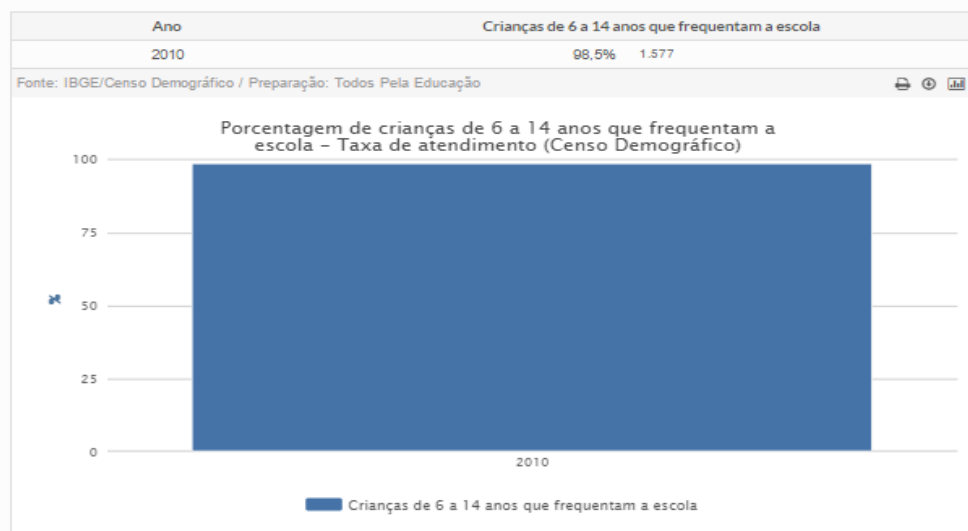 Ano Crianças de 6 a 14 anos que frequentam a escola
2010 98,5% 1.577
Fonte: IBGE/Censo Demográfico / Preparação: Todos Pela Educação
Porcentagem de crianças de 6 a 14 anos que frequentam a
escola – Taxa de atendimento (Censo Demográfico)
100
75
%
50
25
0
2010
Crianças de 6 a 14 anos que frequentam a escola